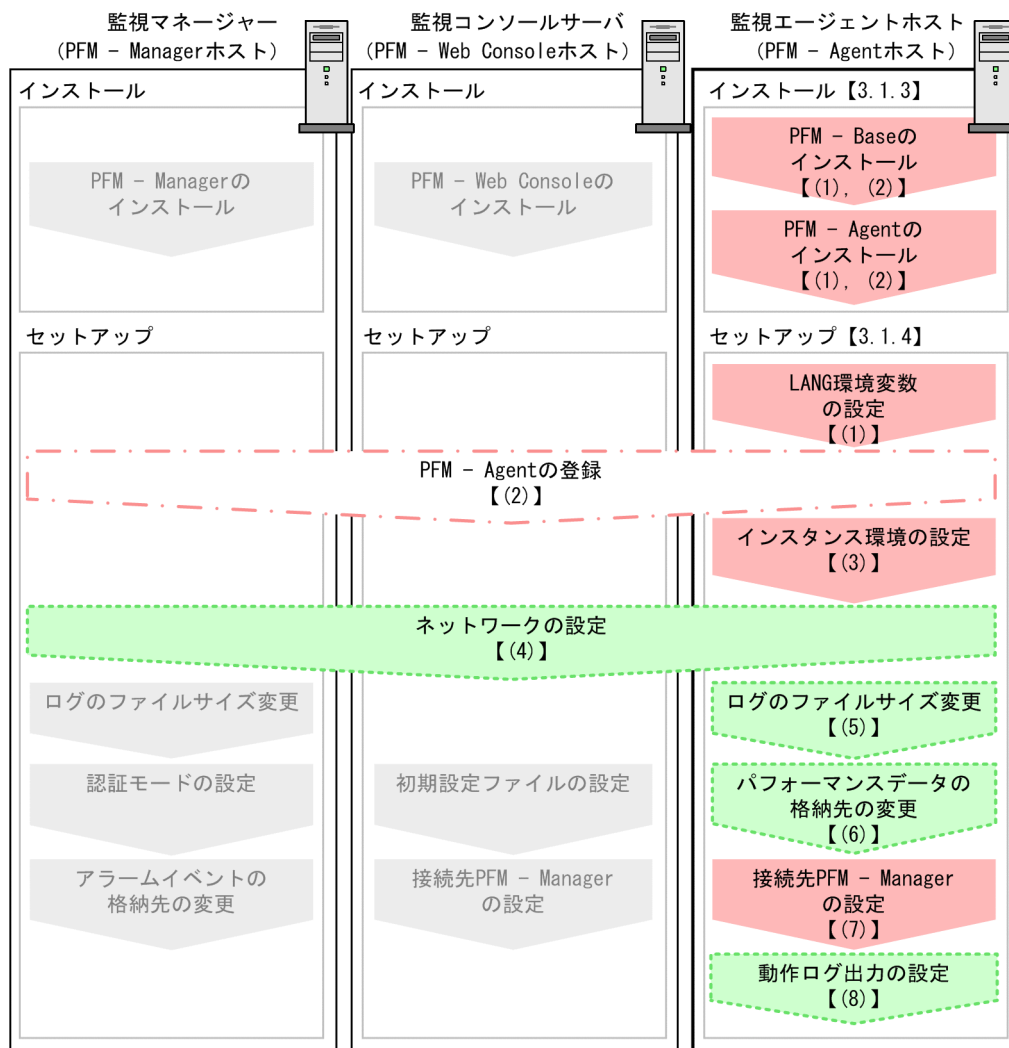 監視マネージャー
(PFM - Managerホスト)
監視コンソールサーバ
(PFM - Web Consoleホスト)
監視エージェントホスト
(PFM - Agentホスト)
インストール
PFM - Managerの
インストール
インストール
PFM - Web Consoleの
インストール
インストール【3.1.3】
PFM - Baseの
インストール
【(1), (2)】
PFM - Agentの
インストール
【(1), (2)】
セットアップ
セットアップ
セットアップ【3.1.4】
LANG環境変数
の設定
【(1)】
PFM - Agentの登録
【(2)】
インスタンス環境の設定
【(3)】
ネットワークの設定
【(4)】
ログのファイルサイズ変更
ログのファイルサイズ変更
【(5)】
認証モードの設定
初期設定ファイルの設定
パフォーマンスデータの
格納先の変更
【(6)】
アラームイベントの
格納先の変更
接続先PFM - Manager
の設定
接続先PFM - Manager
の設定
【(7)】
動作ログ出力の設定
【(8)】